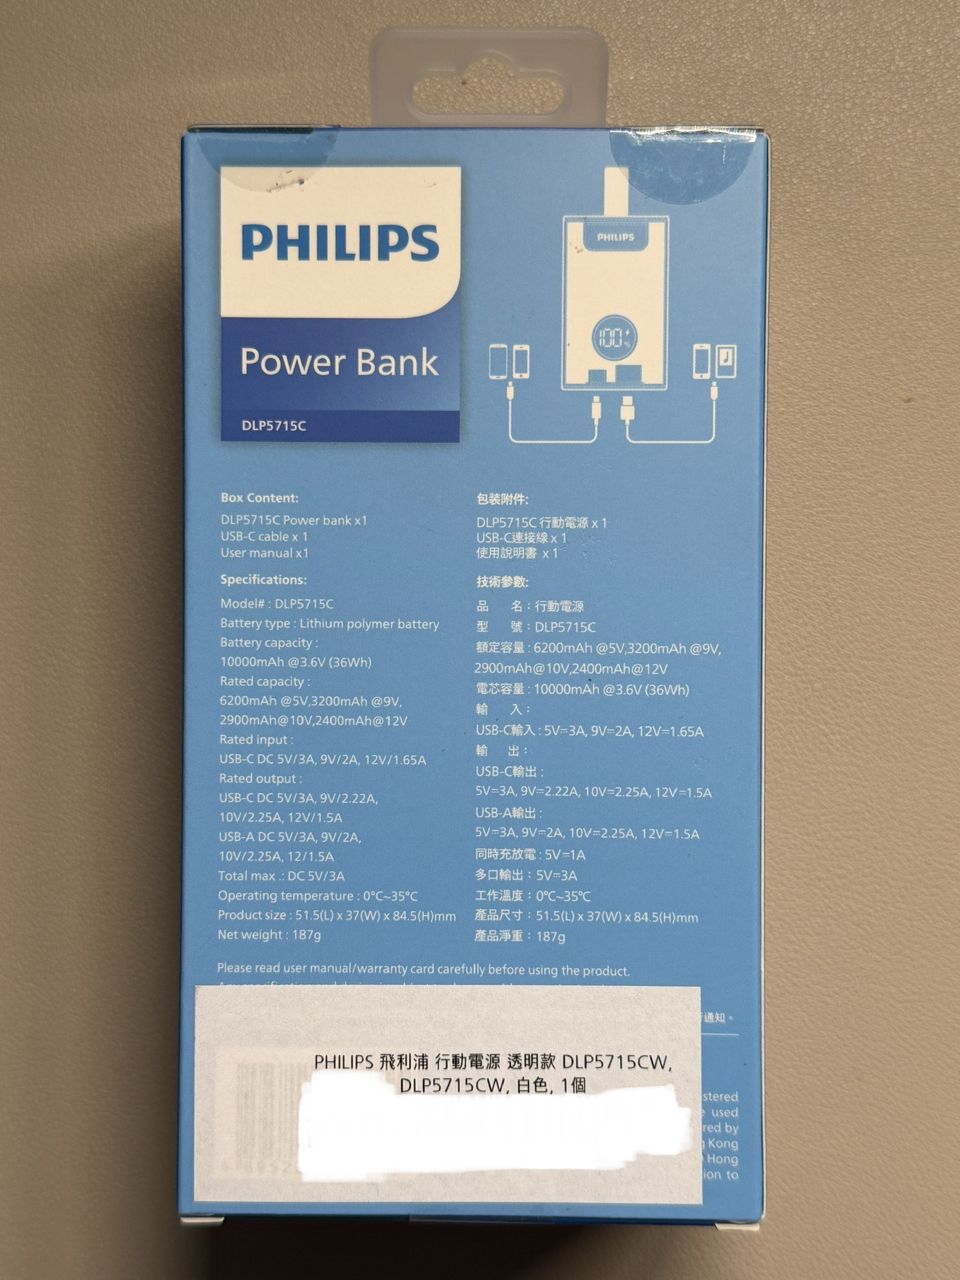 PHILIPS
Power Bank
DLP5715C
PHILIPS
100%
Box Content:
DLP5715C Power bank x1
USB-C cable x 1
User manual x1
Specifications:
Model# : DLP5715C
Battery type : Lithium polymer battery
Battery capacity :
10000mAh @3.6V (36Wh)
Rated capacity :
6200mAh @5V,3200mAh @9V,
2900mAh@10V,2400mAh@12V
Rated input :
USB-C DC 5V/3A, 9V/2A, 12V/1.65A
Rated output :
USB-C DC 5V/3A, 9V/2.22A,
10V/2.25A, 12V/1.5A
USB-A DC 5V/3A, 9V/2A,
10V/2.25A, 12/1.5A
Total max .: DC 5V/3A
Operating temperature : 0°C~35°C
Product size : 51.5(L) x 37(W) x 84.5(H)mm
Net weight : 187g
包裝附件:
DLP5715C 行動電源 x 1
USB-C連接線 x 1
使用說明書 x 1
技術參數:
品 名：行動電源
型 號：DLP5715C
額定容量 : 6200mAh @5V,3200mAh @9V,
2900mAh@10V,2400mAh@12V
電芯容量 : 10000mAh @3.6V (36Wh)
輸 入：
USB-C輸入 : 5V⎓3A, 9V⎓2A, 12V⎓1.65A
輸 出：
USB-C輸出 :
5V⎓3A, 9V⎓2.22A, 10V⎓2.25A, 12V⎓1.5A
USB-A輸出 :
5V⎓3A, 9V⎓2A, 10V⎓2.25A, 12V⎓1.5A
同時充放電 : 5V⎓1A
多口輸出：5V⎓3A
工作溫度：0°C~35°C
產品尺寸：51.5(L) x 37(W) x 84.5(H)mm
產品淨重：187g
Please read user manual/warranty card carefully before using the product.
通知。
PHILIPS 飛利浦 行動電源 透明款 DLP5715CW,
DLP5715CW, 白色, 1個
stered
used
red by
Kong
Hong
ion to